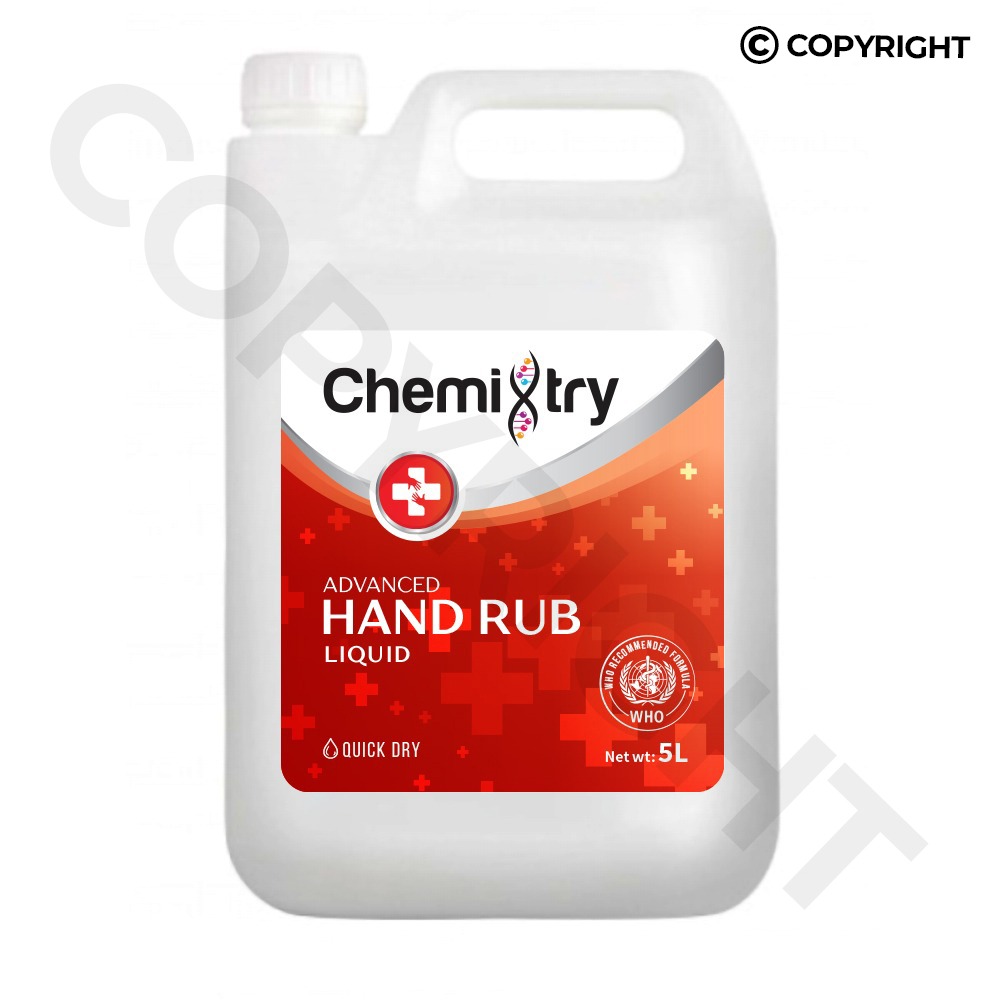 © COPYRIGHT
COPYRIGHT
Chemixtry
ADVANCED
HAND RUB
LIQUID
WHO RECOMMENDED FORMULA
WHO
QUICK DRY
Net wt: 5L